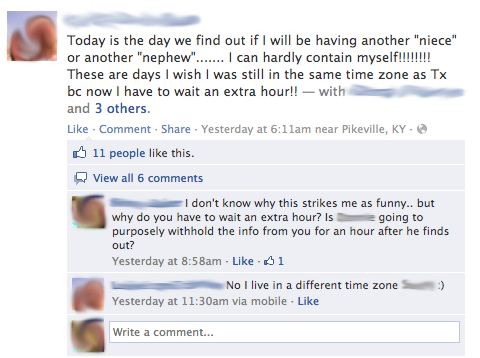 Today is the day we find out if I will be having another "niece"
or another "nephew"....... I can hardly contain myself!!!!!!!!
These are days I wish I was still in the same time zone as Tx
bc now I have to wait an extra hour!! — with
and 3 others.
Like · Comment · Share · Yesterday at 6:11am near Pikeville, KY ·
11 people like this.
View all 6 comments
I don't know why this strikes me as funny.. but
why do you have to wait an extra hour? Is going to
purposely withhold the info from you for an hour after he finds
out?
Yesterday at 8:58am · Like · 1
No I live in a different time zone :)
Yesterday at 11:30am via mobile · Like
Write a comment...